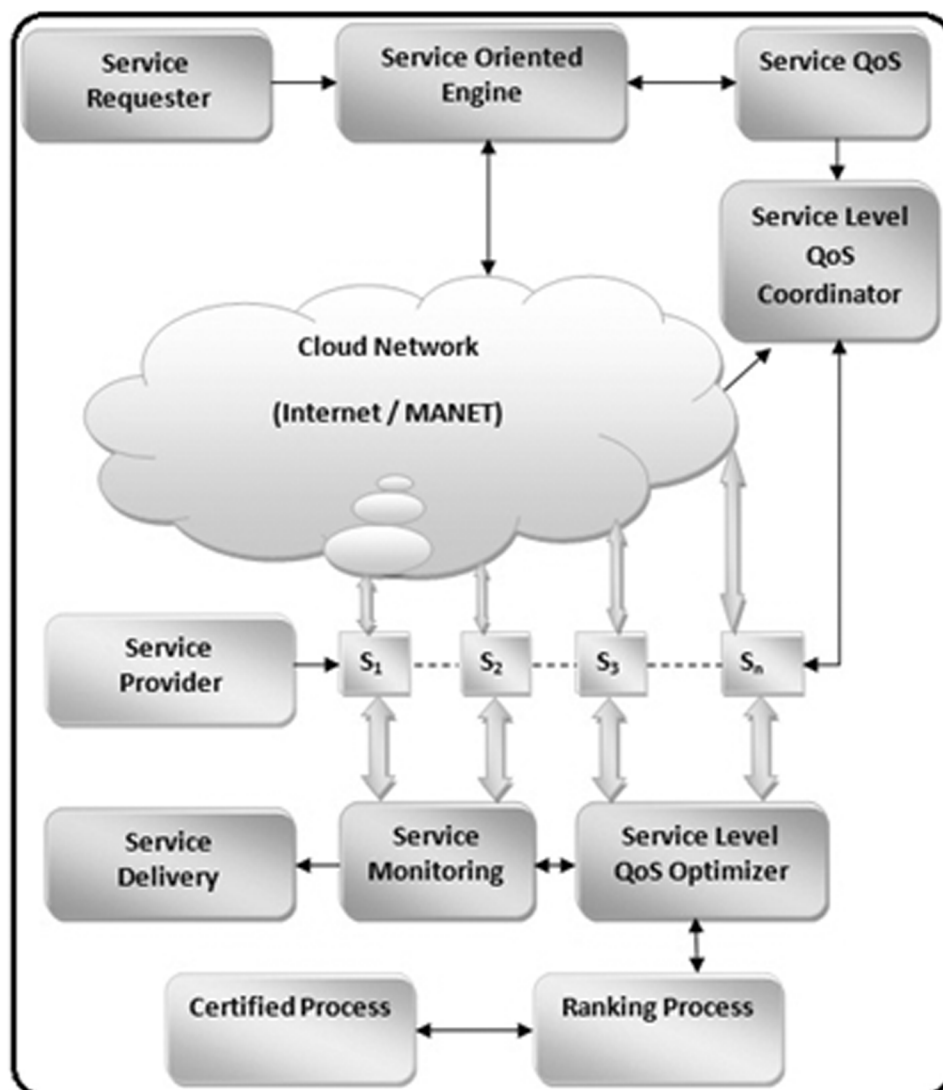 Service
Requester
Service Oriented
Engine
Service QoS
Service Level
QoS
Coordinator
Cloud Network
(Internet / MANET)
Service
Provider
S₁
S₂
S₃
Sₙ
Service
Delivery
Service
Monitoring
Service Level
QoS Optimizer
Certified Process
Ranking Process